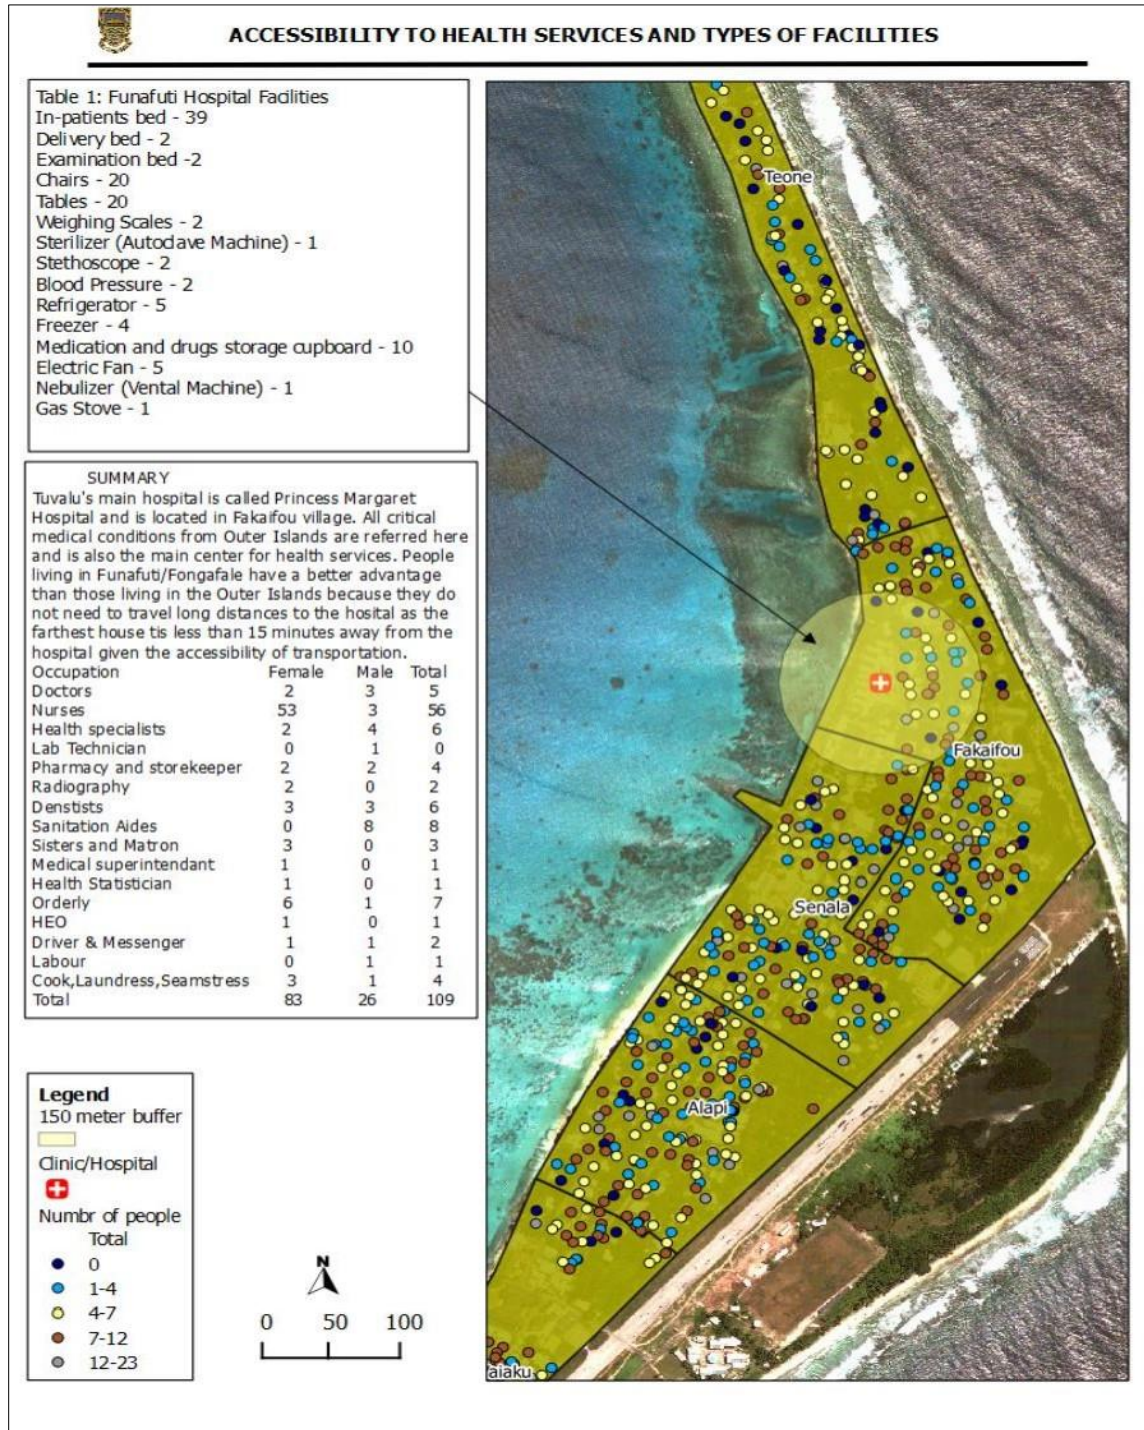 ACCESSIBILITY TO HEALTH SERVICES AND TYPES OF FACILITIES
Table 1: Funafuti Hospital Facilities
In-patients bed - 39
Delivery bed - 2
Examination bed -2
Chairs - 20
Tables - 20
Weighing Scales - 2
Sterilizer (Autoclave Machine) - 1
Stethoscope - 2
Blood Pressure - 2
Refrigerator - 5
Freezer - 4
Medication and drugs storage cupboard - 10
Electric Fan - 5
Nebulizer (Vental Machine) - 1
Gas Stove - 1
SUMMARY
Tuvalu's main hospital is called Princess Margaret
Hospital and is located in Fakaifou village. All critical
medical conditions from Outer Islands are referred here
and is also the main center for health services. People
living in Funafuti/Fongafale have a better advantage
than those living in the Outer Islands because they do
not need to travel long distances to the hosital as the
farthest house tis less than 15 minutes away from the
hospital given the accessibility of transportation.
Occupation Female Male Total
Doctors 2 3 5
Nurses 53 3 56
Health specialists 2 4 6
Lab Technician 0 1 0
Pharmacy and storekeeper 2 2 4
Radiography 2 0 2
Denstists 3 3 6
Sanitation Aides 0 8 8
Sisters and Matron 3 0 3
Medical superintendant 1 0 1
Health Statistician 1 0 1
Orderly 6 1 7
HEO 1 0 1
Driver & Messenger 1 1 2
Labour 0 1 1
Cook,Laundress,Seamstress 3 1 4
Total 83 26 109
Legend
150 meter buffer
Clinic/Hospital
Numbr of people
Total
0
1-4
4-7
7-12
12-23
N
0 50 100
Teone
Fakaifou
Senala
Alapi
aiaku